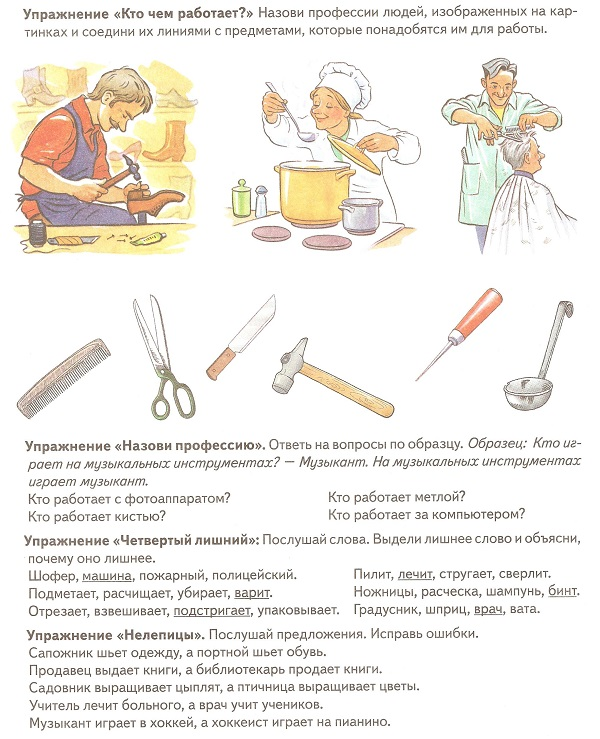 Упражнение «Кто чем работает?» Назови профессии людей, изображенных на кар-
тинках и соедини их линиями с предметами, которые понадобятся им для работы.
Упражнение «Назови профессию». Ответь на вопросы по образцу. Образец: Кто иг-
рает на музыкальных инструментах? — Музыкант. На музыкальных инструментах
играет музыкант.
Кто работает с фотоаппаратом?
Кто работает метлой?
Кто работает кистью?
Кто работает за компьютером?
Упражнение «Четвертый лишний»: Послушай слова. Выдели лишнее слово и объясни,
почему оно лишнее.
Шофер, машина, пожарный, полицейский.
Пилит, лечит, стругает, сверлит.
Подметает, расчищает, убирает, варит.
Ножницы, расческа, шампунь, бинт.
Отрезает, взвешивает, подстригает, упаковывает.
Градусник, шприц, врач, вата.
Упражнение «Нелепицы». Послушай предложения. Исправь ошибки.
Сапожник шьет одежду, а портной шьет обувь.
Продавец выдает книги, а библиотекарь продает книги.
Садовник выращивает цыплят, а птичница выращивает цветы.
Учитель лечит больного, а врач учит учеников.
Музыкант играет в хоккей, а хоккеист играет на пианино.